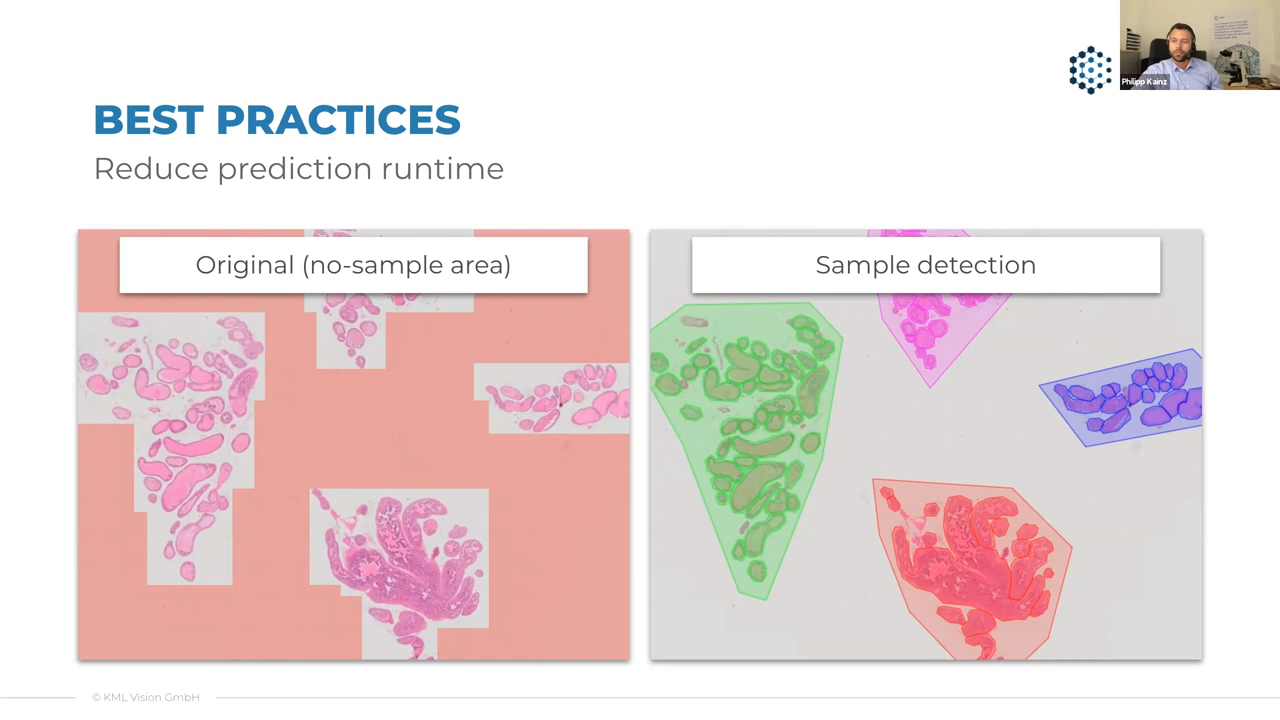 BEST PRACTICES
Reduce prediction runtime
Original (no-sample area)
Sample detection
Philipp Kainz
© KML Vision GmbH